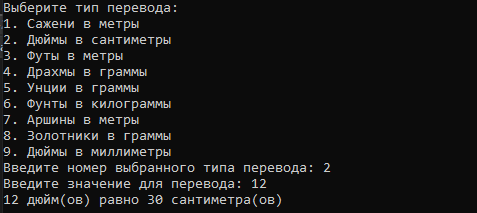 Выберите тип перевода:
1. Сажени в метры
2. Дюймы в сантиметры
3. Футы в метры
4. Драхмы в граммы
5. Унции в граммы
6. Фунты в килограммы
7. Аршины в метры
8. Золотники в граммы
9. Дюймы в миллиметры
Введите номер выбранного типа перевода: 2
Введите значение для перевода: 12
12 дюйм(ов) равно 30 сантиметра(ов)